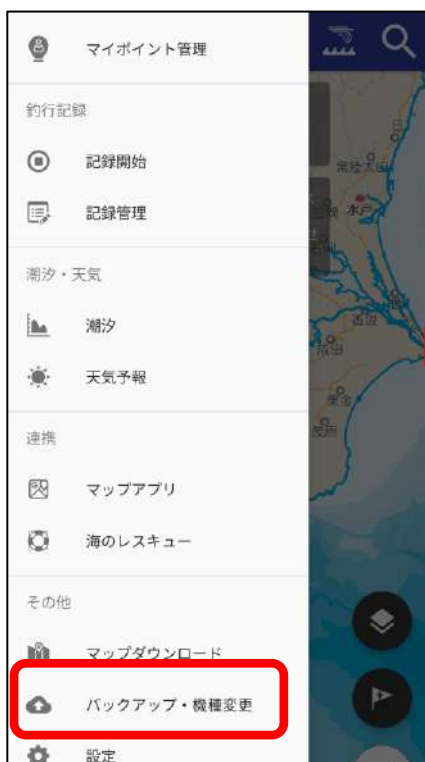 マイポイント管理
釣行記録
記録開始
記録管理
潮汐・天気
潮汐
天気予報
連携
マップアプリ
海のレスキュー
その他
マップダウンロード
バックアップ・機種変更
設定
常陸太田
水戸
香取
成田
東金
茂原